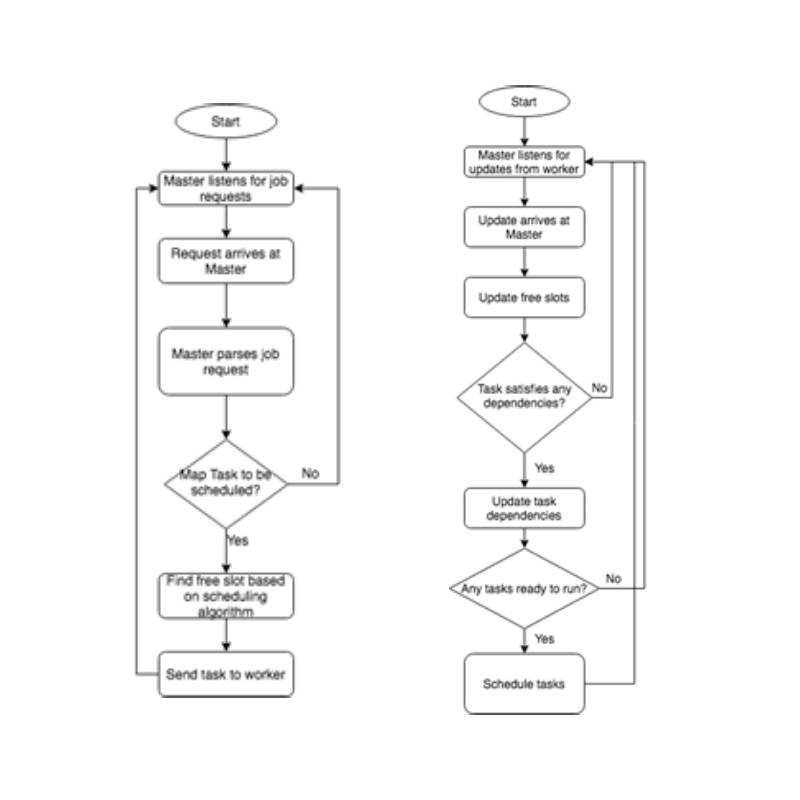 Start
Master listens for job
requests
Request arrives at
Master
Master parses job
request
Map Task to be
scheduled?
No
Yes
Find free slot based
on scheduling
algorithm
Send task to worker
Start
Master listens for
updates from worker
Update arrives at
Master
Update free slots
Task satisfies any
dependencies?
No
Yes
Update task
dependencies
Any tasks ready to run?
No
Yes
Schedule tasks